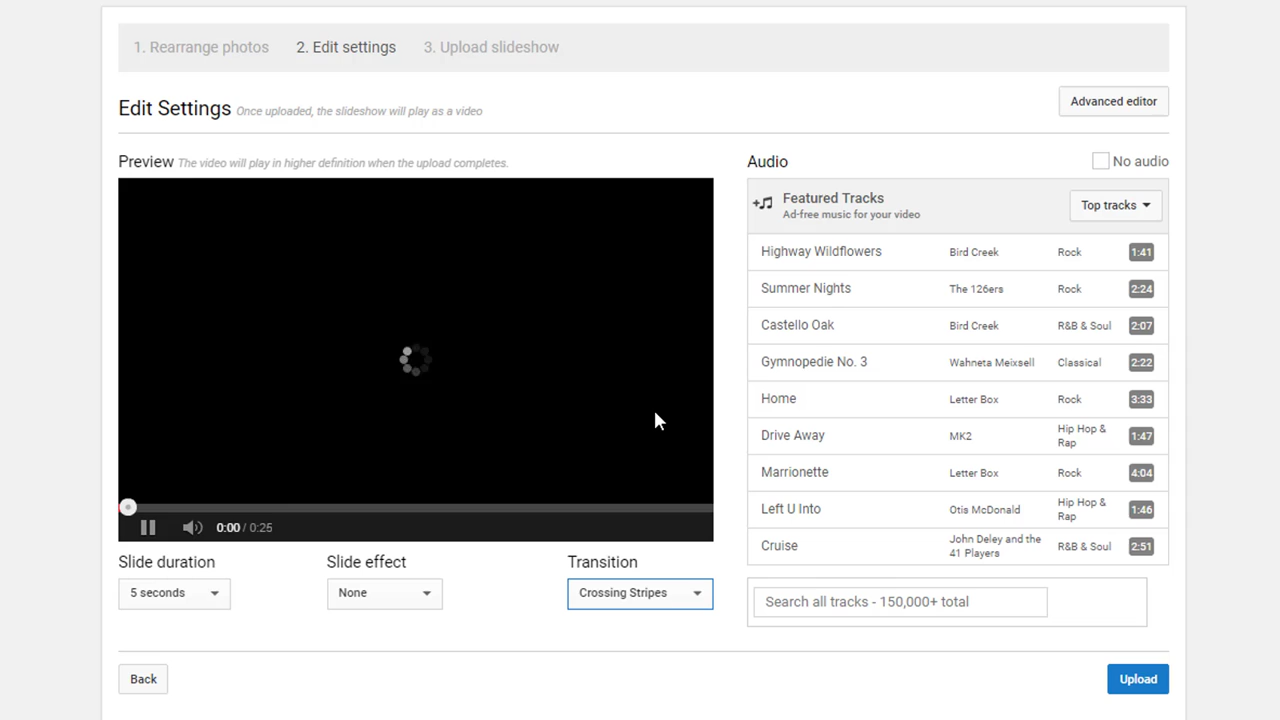 1. Rearrange photos 2. Edit settings 3. Upload slideshow
Edit Settings Once uploaded, the slideshow will play as a video
Advanced editor
Preview The video will play in higher definition when the upload completes.
Audio
No audio
Featured Tracks
Ad-free music for your video
Top tracks
Highway Wildflowers Bird Creek Rock 1:41
Summer Nights The 126ers Rock 2:24
Castello Oak Bird Creek R&B & Soul 2:07
Gymnopedie No. 3 Wahneta Meixsell Classical 2:22
Home Letter Box Rock 3:33
Drive Away MK2 Hip Hop &
Rap 1:47
Marrionette Letter Box Rock 4:04
Left U Into Otis McDonald Hip Hop &
Rap 1:46
Cruise John Deley and the
41 Players R&B & Soul 2:51
0:00 / 0:25
Slide duration Slide effect Transition
5 seconds None Crossing Stripes
Search all tracks - 150,000+ total
Back
Upload